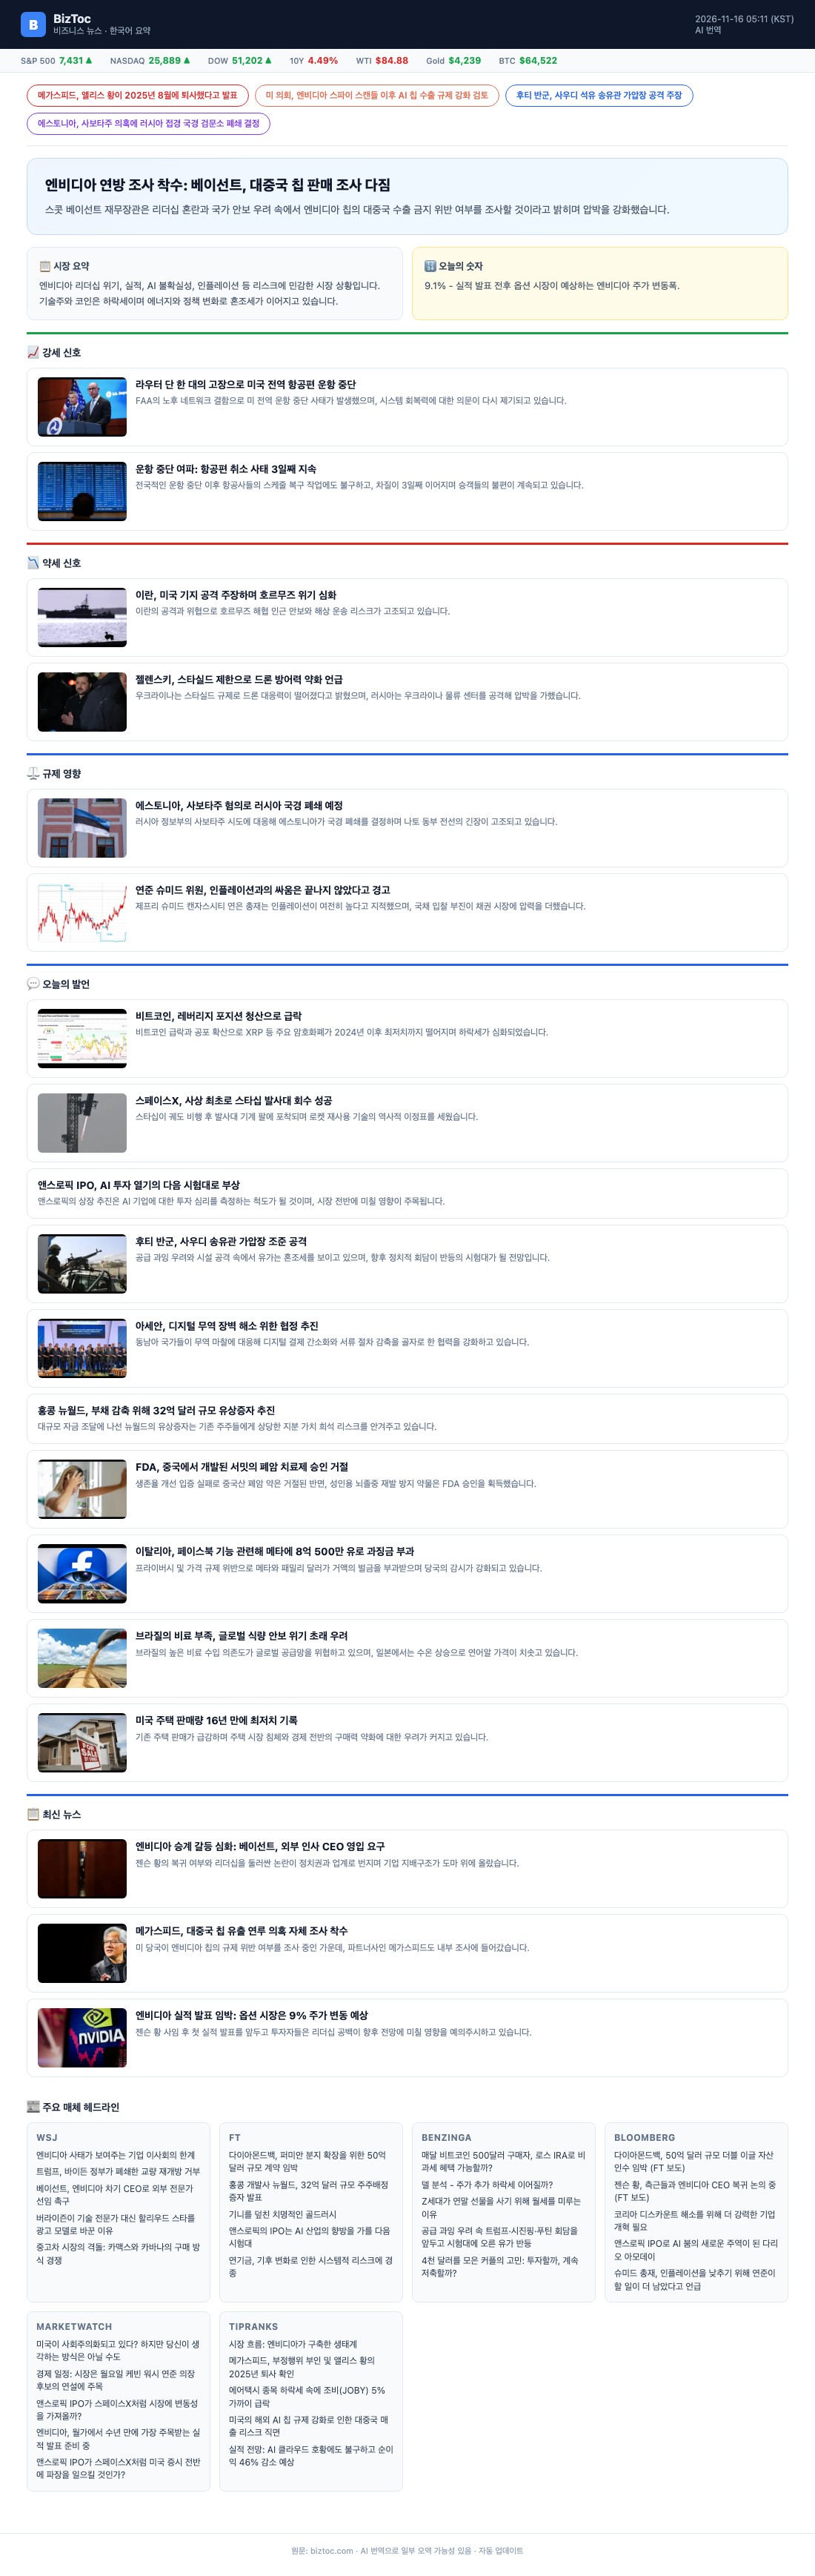 B
BizToc
비즈니스 뉴스 · 한국어 요약
2026-11-16 05:11 (KST)
AI 번역
S&P 500 7,431 ▲ NASDAQ 25,889 ▲ DOW 51,202 ▲ 10Y 4.49% WTI $84.88 Gold $4,239 BTC $64,522
메가스피드, 앨리스 황이 2025년 8월에 퇴사했다고 발표
미 의회, 엔비디아 스파이 스캔들 이후 AI 칩 수출 규제 강화 검토
후티 반군, 사우디 석유 송유관 가압장 공격 주장
에스토니아, 사보타주 의혹에 러시아 접경 국경 검문소 폐쇄 결정
엔비디아 연방 조사 착수: 베이선트, 대중국 칩 판매 조사 다짐
스콧 베이선트 재무장관은 리더십 혼란과 국가 안보 우려 속에서 엔비디아 칩의 대중국 수출 금지 위반 여부를 조사할 것이라고 밝히며 압박을 강화했습니다.
📋 시장 요약
엔비디아 리더십 위기, 실적, AI 불확실성, 인플레이션 등 리스크에 민감한 시장 상황입니다.
기술주와 코인은 하락세이며 에너지와 정책 변화로 혼조세가 이어지고 있습니다.
🔢 오늘의 숫자
9.1% - 실적 발표 전후 옵션 시장이 예상하는 엔비디아 주가 변동폭.
📈 강세 신호
라우터 단 한 대의 고장으로 미국 전역 항공편 운항 중단
FAA의 노후 네트워크 결함으로 미 전역 운항 중단 사태가 발생했으며, 시스템 회복력에 대한 의문이 다시 제기되고 있습니다.
운항 중단 여파: 항공편 취소 사태 3일째 지속
전국적인 운항 중단 이후 항공사들의 스케줄 복구 작업에도 불구하고, 차질이 3일째 이어지며 승객들의 불편이 계속되고 있습니다.
📉 약세 신호
이란, 미국 기지 공격 주장하며 호르무즈 위기 심화
이란의 공격과 위협으로 호르무즈 해협 인근 안보와 해상 운송 리스크가 고조되고 있습니다.
젤렌스키, 스타실드 제한으로 드론 방어력 약화 언급
우크라이나는 스타실드 규제로 드론 대응력이 떨어졌다고 밝혔으며, 러시아는 우크라이나 물류 센터를 공격해 압박을 가했습니다.
⚖️ 규제 영향
에스토니아, 사보타주 혐의로 러시아 국경 폐쇄 예정
러시아 정보부의 사보타주 시도에 대응해 에스토니아가 국경 폐쇄를 결정하며 나토 동부 전선의 긴장이 고조되고 있습니다.
연준 슈미드 위원, 인플레이션과의 싸움은 끝나지 않았다고 경고
제프리 슈미드 캔자스시티 연은 총재는 인플레이션이 여전히 높다고 지적했으며, 국채 입찰 부진이 채권 시장에 압력을 더했습니다.
💬 오늘의 발언
비트코인, 레버리지 포지션 청산으로 급락
비트코인 급락과 공포 확산으로 XRP 등 주요 암호화폐가 2024년 이후 최저치까지 떨어지며 하락세가 심화되었습니다.
스페이스X, 사상 최초로 스타십 발사대 회수 성공
스타십이 궤도 비행 후 발사대 기계 팔에 포착되며 로켓 재사용 기술의 역사적 이정표를 세웠습니다.
앤스로픽 IPO, AI 투자 열기의 다음 시험대로 부상
앤스로픽의 상장 추진은 AI 기업에 대한 투자 심리를 측정하는 척도가 될 것이며, 시장 전반에 미칠 영향이 주목됩니다.
후티 반군, 사우디 송유관 가압장 조준 공격
공급 과잉 우려와 시설 공격 속에서 유가는 혼조세를 보이고 있으며, 향후 정치적 회담이 반등의 시험대가 될 전망입니다.
아세안, 디지털 무역 장벽 해소 위한 협정 추진
동남아 국가들이 무역 마찰에 대응해 디지털 결제 간소화와 서류 절차 감축을 골자로 한 협력을 강화하고 있습니다.
홍콩 뉴월드, 부채 감축 위해 32억 달러 규모 유상증자 추진
대규모 자금 조달에 나선 뉴월드의 유상증자는 기존 주주들에게 상당한 지분 가치 희석 리스크를 안겨주고 있습니다.
FDA, 중국에서 개발된 서밋의 폐암 치료제 승인 거절
생존율 개선 입증 실패로 중국산 폐암 약은 거절된 반면, 성인용 뇌졸중 재발 방지 약물은 FDA 승인을 획득했습니다.
이탈리아, 페이스북 기능 관련해 메타에 8억 500만 유로 과징금 부과
프라이버시 및 가격 규제 위반으로 메타와 패밀리 달러가 거액의 벌금을 부과받으며 당국의 감시가 강화되고 있습니다.
브라질의 비료 부족, 글로벌 식량 안보 위기 초래 우려
브라질의 높은 비료 수입 의존도가 글로벌 공급망을 위협하고 있으며, 일본에서는 수온 상승으로 연어알 가격이 치솟고 있습니다.
FOR SALE
미국 주택 판매량 16년 만에 최저치 기록
기존 주택 판매가 급감하며 주택 시장 침체와 경제 전반의 구매력 약화에 대한 우려가 커지고 있습니다.
📋 최신 뉴스
엔비디아 승계 갈등 심화: 베이선트, 외부 인사 CEO 영입 요구
젠슨 황의 복귀 여부와 리더십을 둘러싼 논란이 정치권과 업계로 번지며 기업 지배구조가 도마 위에 올랐습니다.
메가스피드, 대중국 칩 유출 연루 의혹 자체 조사 착수
미 당국이 엔비디아 칩의 규제 위반 여부를 조사 중인 가운데, 파트너사인 메가스피드도 내부 조사에 들어갔습니다.
NVIDIA
엔비디아 실적 발표 임박: 옵션 시장은 9% 주가 변동 예상
젠슨 황 사임 후 첫 실적 발표를 앞두고 투자자들은 리더십 공백이 향후 전망에 미칠 영향을 예의주시하고 있습니다.
📰 주요 매체 헤드라인
WSJ
엔비디아 사태가 보여주는 기업 이사회의 한계
트럼프, 바이든 정부가 폐쇄한 교량 재개방 거부
베이선트, 엔비디아 차기 CEO로 외부 전문가
선임 촉구
버라이즌이 기술 전문가 대신 할리우드 스타를
광고 모델로 바꾼 이유
중고차 시장의 격돌: 카맥스와 카바나의 구매 방
식 경쟁
FT
다이아몬드백, 퍼미안 분지 확장을 위한 50억
달러 규모 계약 임박
홍콩 개발사 뉴월드, 32억 달러 규모 주주배정
증자 발표
기니를 덮친 치명적인 골드러시
앤스로픽의 IPO는 AI 산업의 향방을 가를 다음
시험대
연기금, 기후 변화로 인한 시스템적 리스크에 경
종
BENZINGA
매달 비트코인 500달러 구매자, 로스 IRA로 비
과세 혜택 가능할까?
델 분석 - 주가 추가 하락세 이어질까?
Z세대가 연말 선물을 사기 위해 월세를 미루는
이유
공급 과잉 우려 속 트럼프·시진핑·푸틴 회담을
앞두고 시험대에 오른 유가 반등
4천 달러를 모은 커플의 고민: 투자할까, 계속
저축할까?
BLOOMBERG
다이아몬드백, 50억 달러 규모 더블 이글 자산
인수 임박 (FT 보도)
젠슨 황, 측근들과 엔비디아 CEO 복귀 논의 중
(FT 보도)
코리아 디스카운트 해소를 위해 더 강력한 기업
개혁 필요
앤스로픽 IPO로 AI 붐의 새로운 주역이 된 다리
오 아모데이
슈미드 총재, 인플레이션을 낮추기 위해 연준이
할 일이 더 남았다고 언급
MARKETWATCH
미국이 사회주의화되고 있다? 하지만 당신이 생
각하는 방식은 아닐 수도
경제 일정: 시장은 월요일 케빈 워시 연준 의장
후보의 연설에 주목
앤스로픽 IPO가 스페이스X처럼 시장에 변동성
을 가져올까?
엔비디아, 월가에서 수년 만에 가장 주목받는 실
적 발표 준비 중
앤스로픽 IPO가 스페이스X처럼 미국 증시 전반
에 파장을 일으킬 것인가?
TIPRANKS
시장 흐름: 엔비디아가 구축한 생태계
메가스피드, 부정행위 부인 및 앨리스 황의
2025년 퇴사 확인
에어택시 종목 하락세 속에 조비(JOBY) 5%
가까이 급락
미국의 해외 AI 칩 규제 강화로 인한 대중국 매
출 리스크 직면
실적 전망: AI 클라우드 호황에도 불구하고 순이
익 46% 감소 예상
원문: biztoc.com · AI 번역으로 일부 오역 가능성 있음 · 자동 업데이트